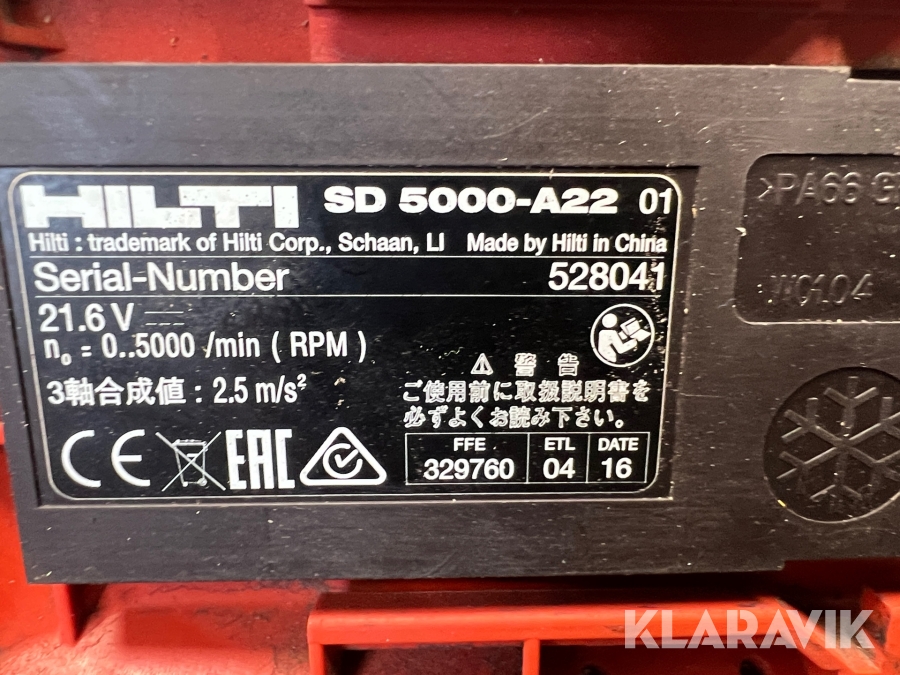 HILTI SD 5000-A22 01
Hilti : trademark of Hilti Corp., Schaan, LI Made by Hilti in China
Serial-Number 528041
21.6 V
n₀ = 0..5000 /min ( RPM )
3軸合成値 : 2.5 m/s²
⚠ 警告
ご使用前に取扱説明書を
必ずよくお読み下さい。
CE EAC
FFE ETL DATE
329760 04 16
>PA66
WC104
KLARAVIK